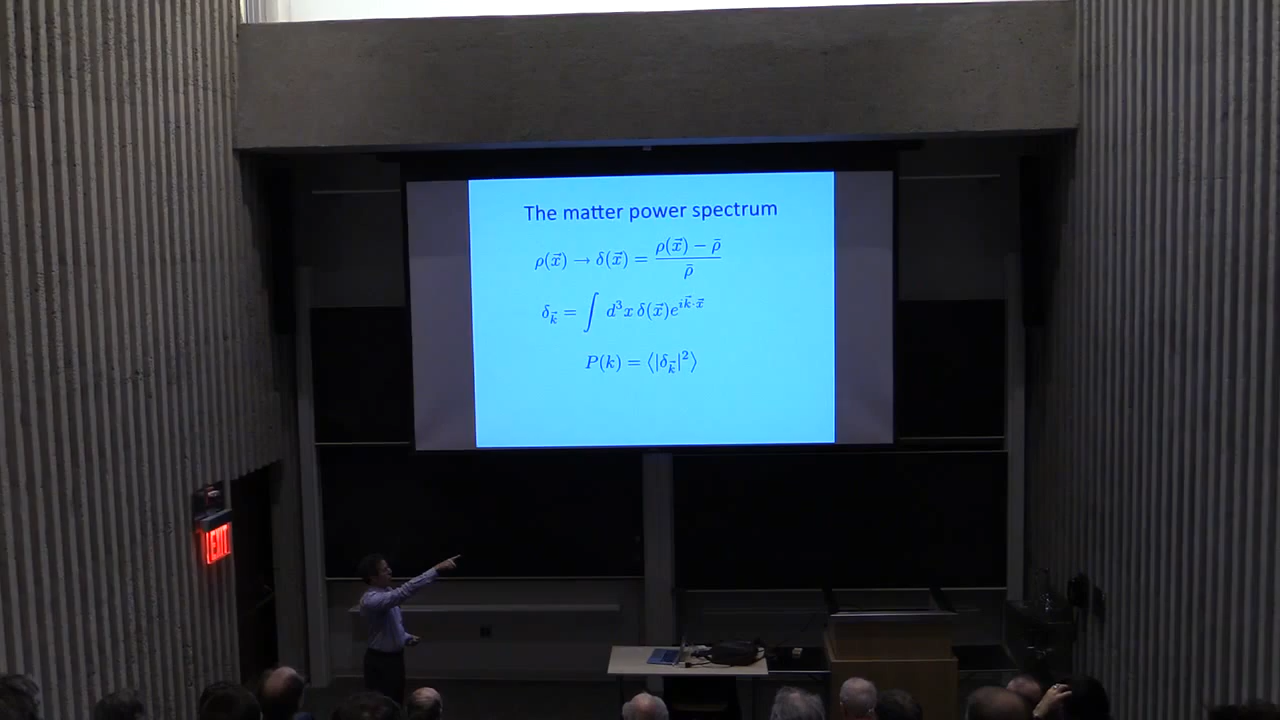 The matter power spectrum
ρ(x⃗) → δ(x⃗) = (ρ(x⃗) − ρ̄) / ρ̄
δ_k⃗ = ∫ d³x δ(x⃗)e^{ik⃗·x⃗}
P(k) = ⟨|δ_k⃗|²⟩
EXIT